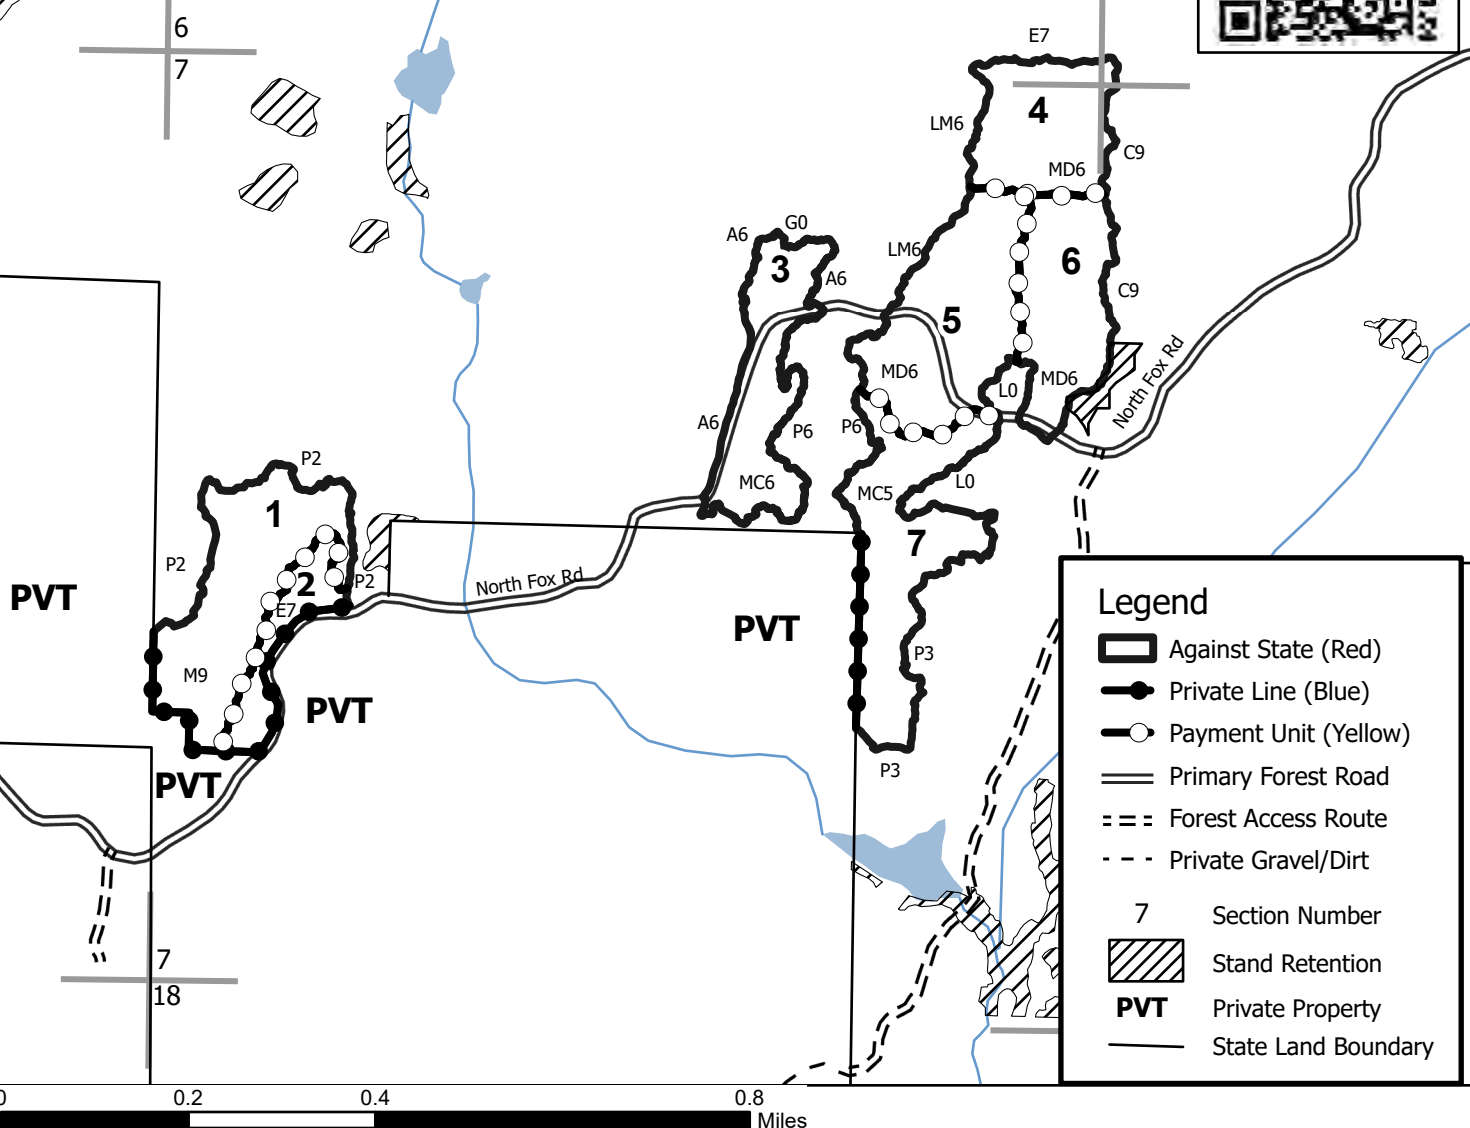 6
7
E7
4
LM6
C9
MD6
G0
A6
3
A6
LM6
6
C9
5
MD6
L0
MD6
North Fox Rd
A6
P6
P6
P2
MC6
MC5
L0
1
7
P2
2
P2
E7
North Fox Rd
PVT
PVT
P3
M9
PVT
P3
PVT
7
18
Legend
Against State (Red)
Private Line (Blue)
Payment Unit (Yellow)
Primary Forest Road
Forest Access Route
Private Gravel/Dirt
7 Section Number
Stand Retention
PVT Private Property
State Land Boundary
0 0.2 0.4 0.8
Miles